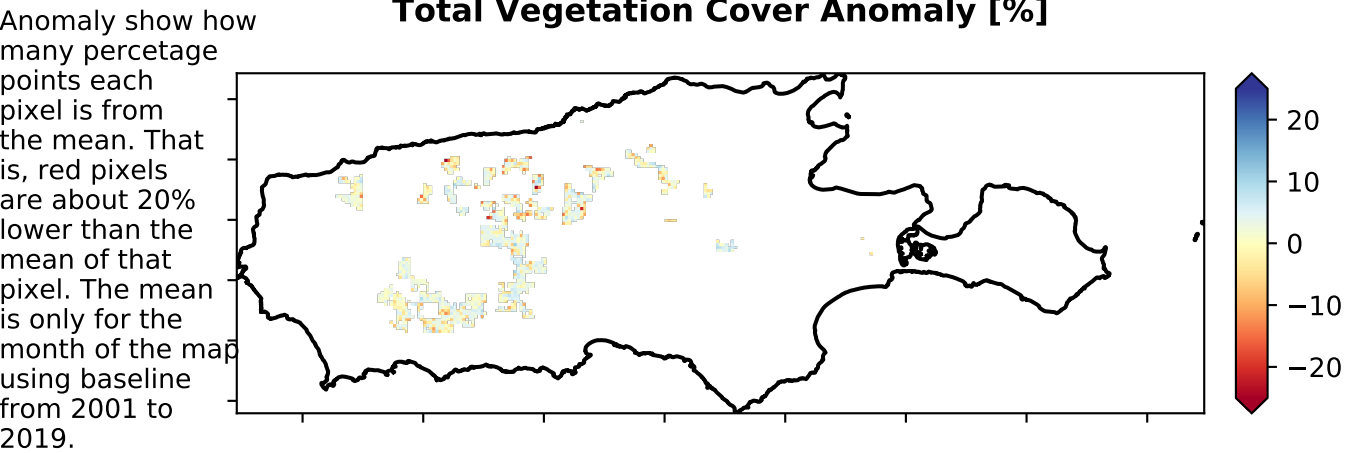 Total Vegetation Cover Anomaly [%]
Anomaly show how
many percetage
points each
pixel is from
the mean. That
is, red pixels
are about 20%
lower than the
mean of that
pixel. The mean
is only for the
month of the map
using baseline
from 2001 to
2019.
20
10
0
−10
−20